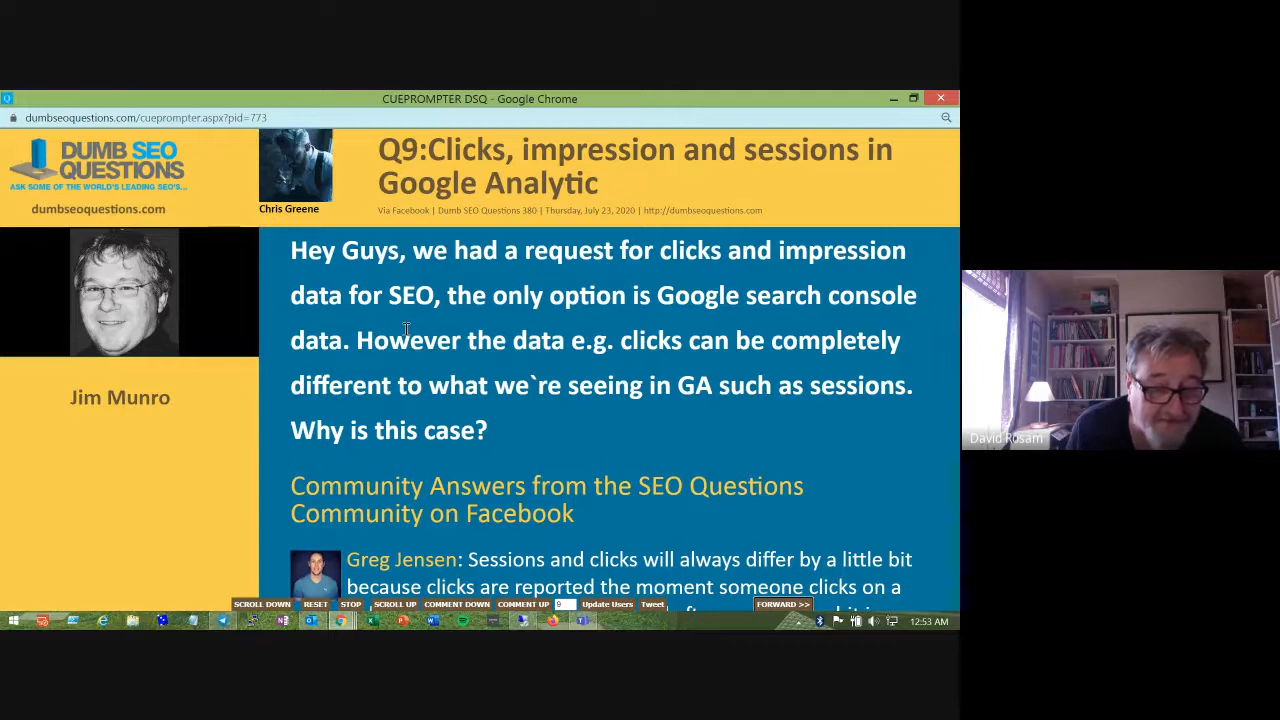 CUEPROMPTER DSQ - Google Chrome
dumbseoquestions.com/cueprompter.aspx?pid=773
DUMB SEO
QUESTIONS
ASK SOME OF THE WORLD'S LEADING SEO'S...
dumbseoquestions.com
Chris Greene
Q9:Clicks, impression and sessions in
Google Analytic
Via Facebook | Dumb SEO Questions 380 | Thursday, July 23, 2020 | http://dumbseoquestions.com
Jim Munro
Hey Guys, we had a request for clicks and impression
data for SEO, the only option is Google search console
data. However the data e.g. clicks can be completely
different to what we`re seeing in GA such as sessions.
Why is this case?
Community Answers from the SEO Questions
Community on Facebook
Greg Jensen: Sessions and clicks will always differ by a little bit
because clicks are reported the moment someone clicks on a
SCROLL DOWN RESET STOP SCROLL UP COMMENT DOWN COMMENT UP 9 Update Users Tweet FORWARD >>
12:53 AM
David Rosam